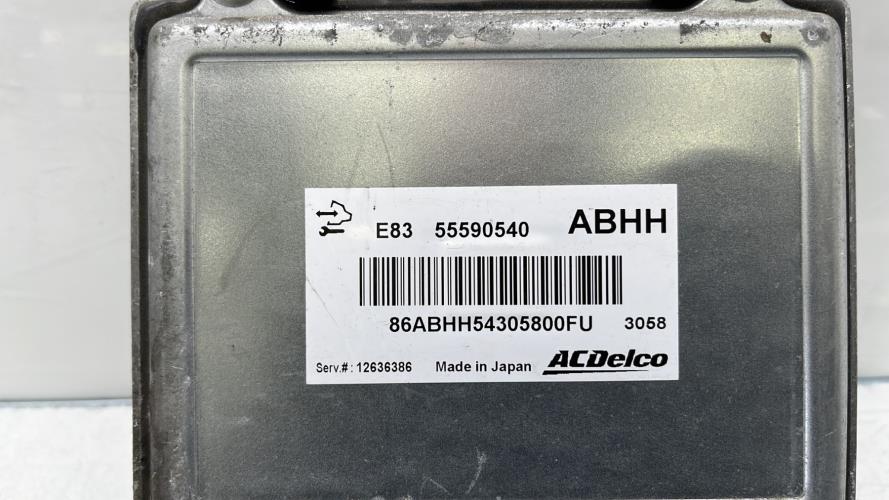 E83 55590540 ABHH
86ABHH54305800FU 3058
Serv.#: 12636386 Made in Japan ACDelco